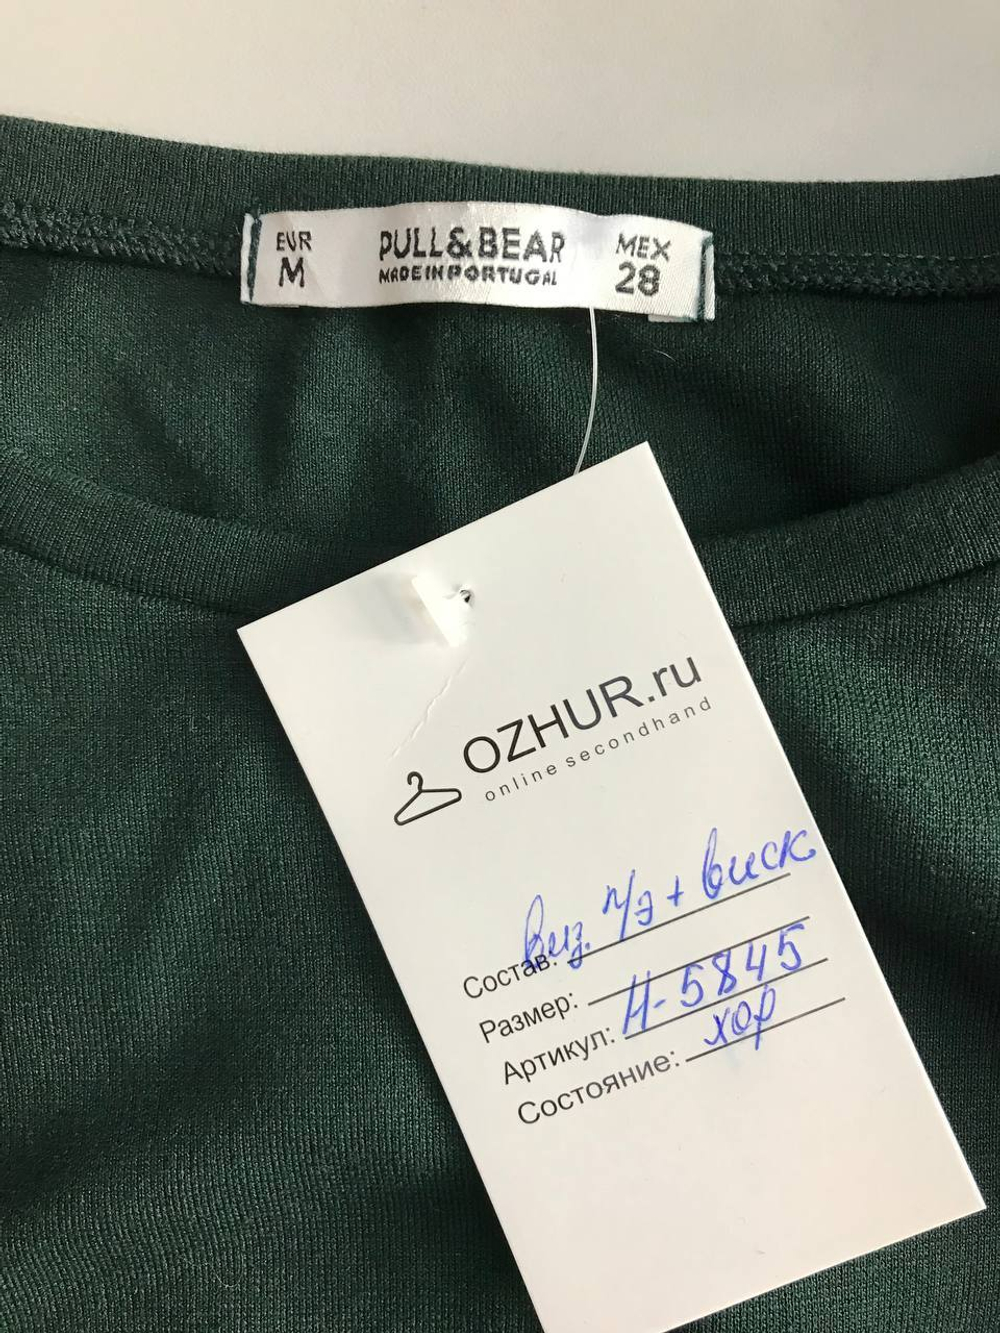 EUR
M
PULL&BEAR
MADE IN PORTUGAL
MEX
28
OZHUR.ru
online secondhand
Состав: Виз. п/э + виск
Размер:
Артикул: Н-5845
Состояние: хор